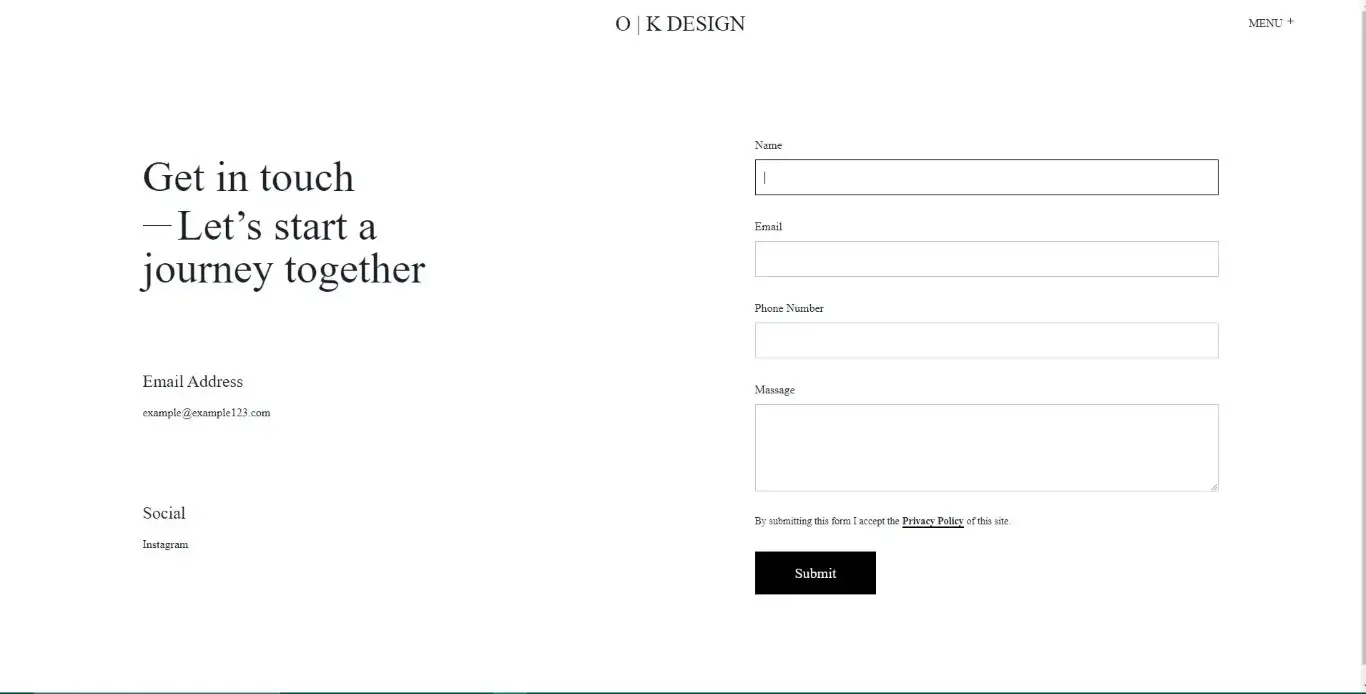 O | K DESIGN
MENU +
Get in touch
— Let’s start a
journey together
Email Address
example@example123.com
Social
Instagram
Name
Email
Phone Number
Massage
By submitting this form I accept the Privacy Policy of this site.
Submit